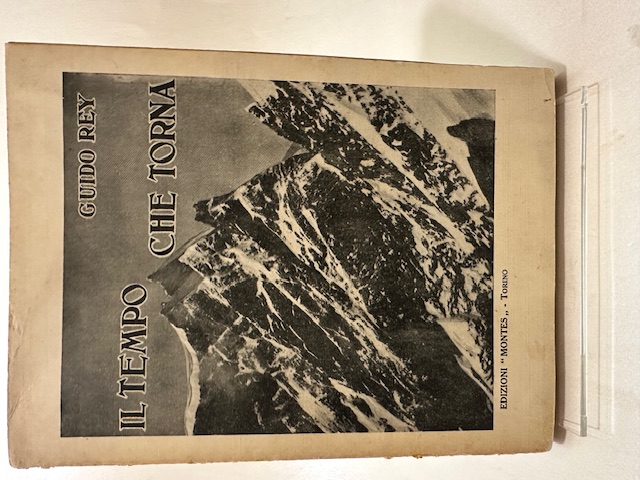 GUIDO REY
IL TEMPO
CHE TORNA
EDIZIONI "MONTES„ - TORINO